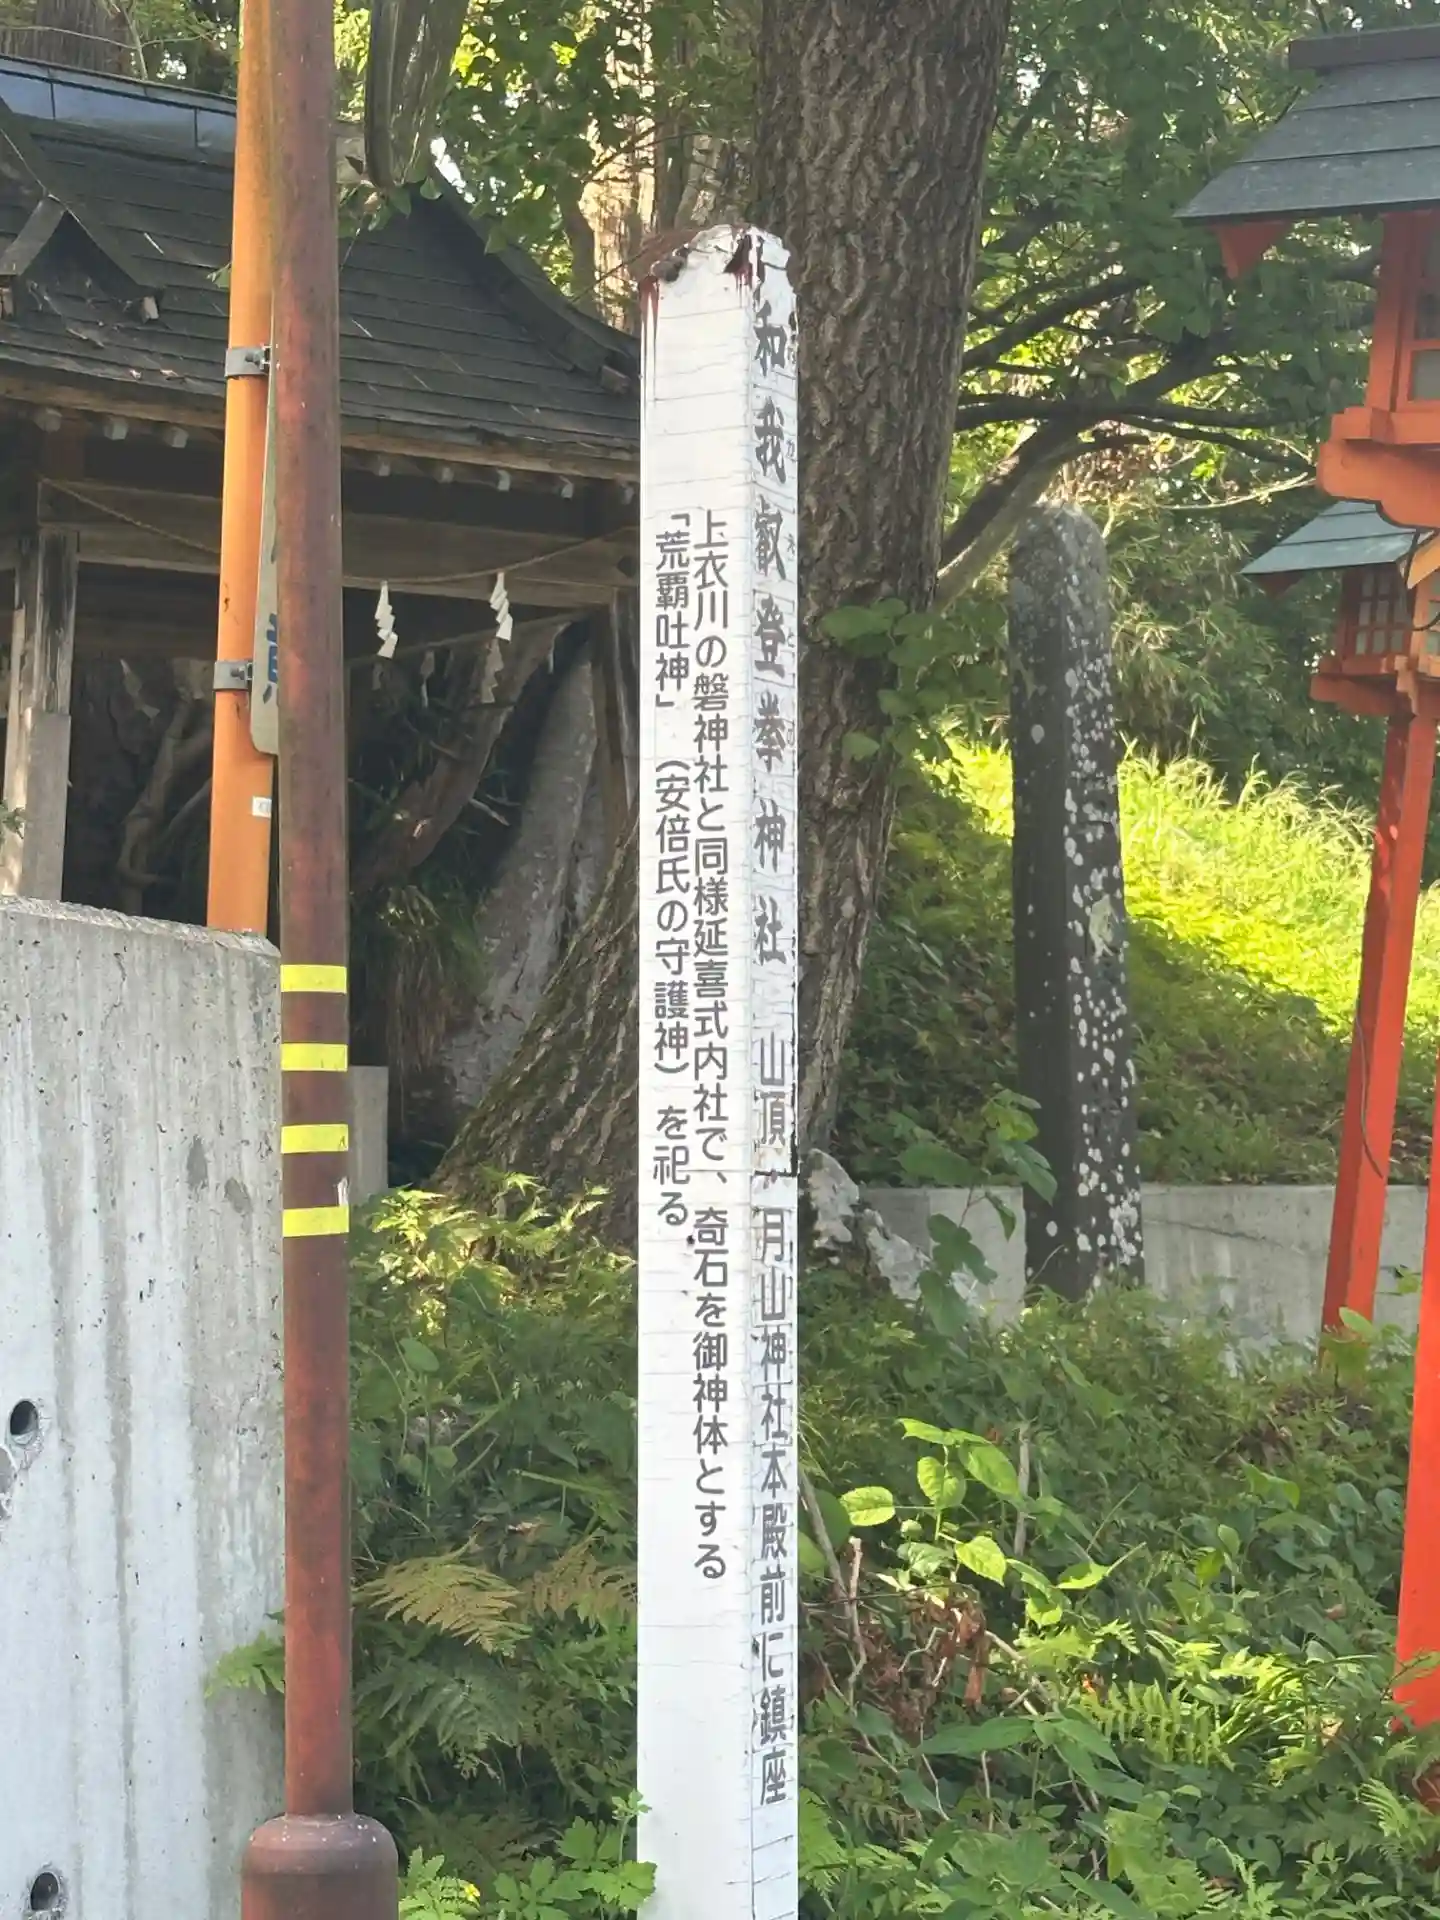 和我叡登挙神社 山頂 月山神社本殿前に鎮座
上衣川の磐神社と同様延喜式内社で、奇石を御神体とする
「荒覇吐神」（安倍氏の守護神）を祀る